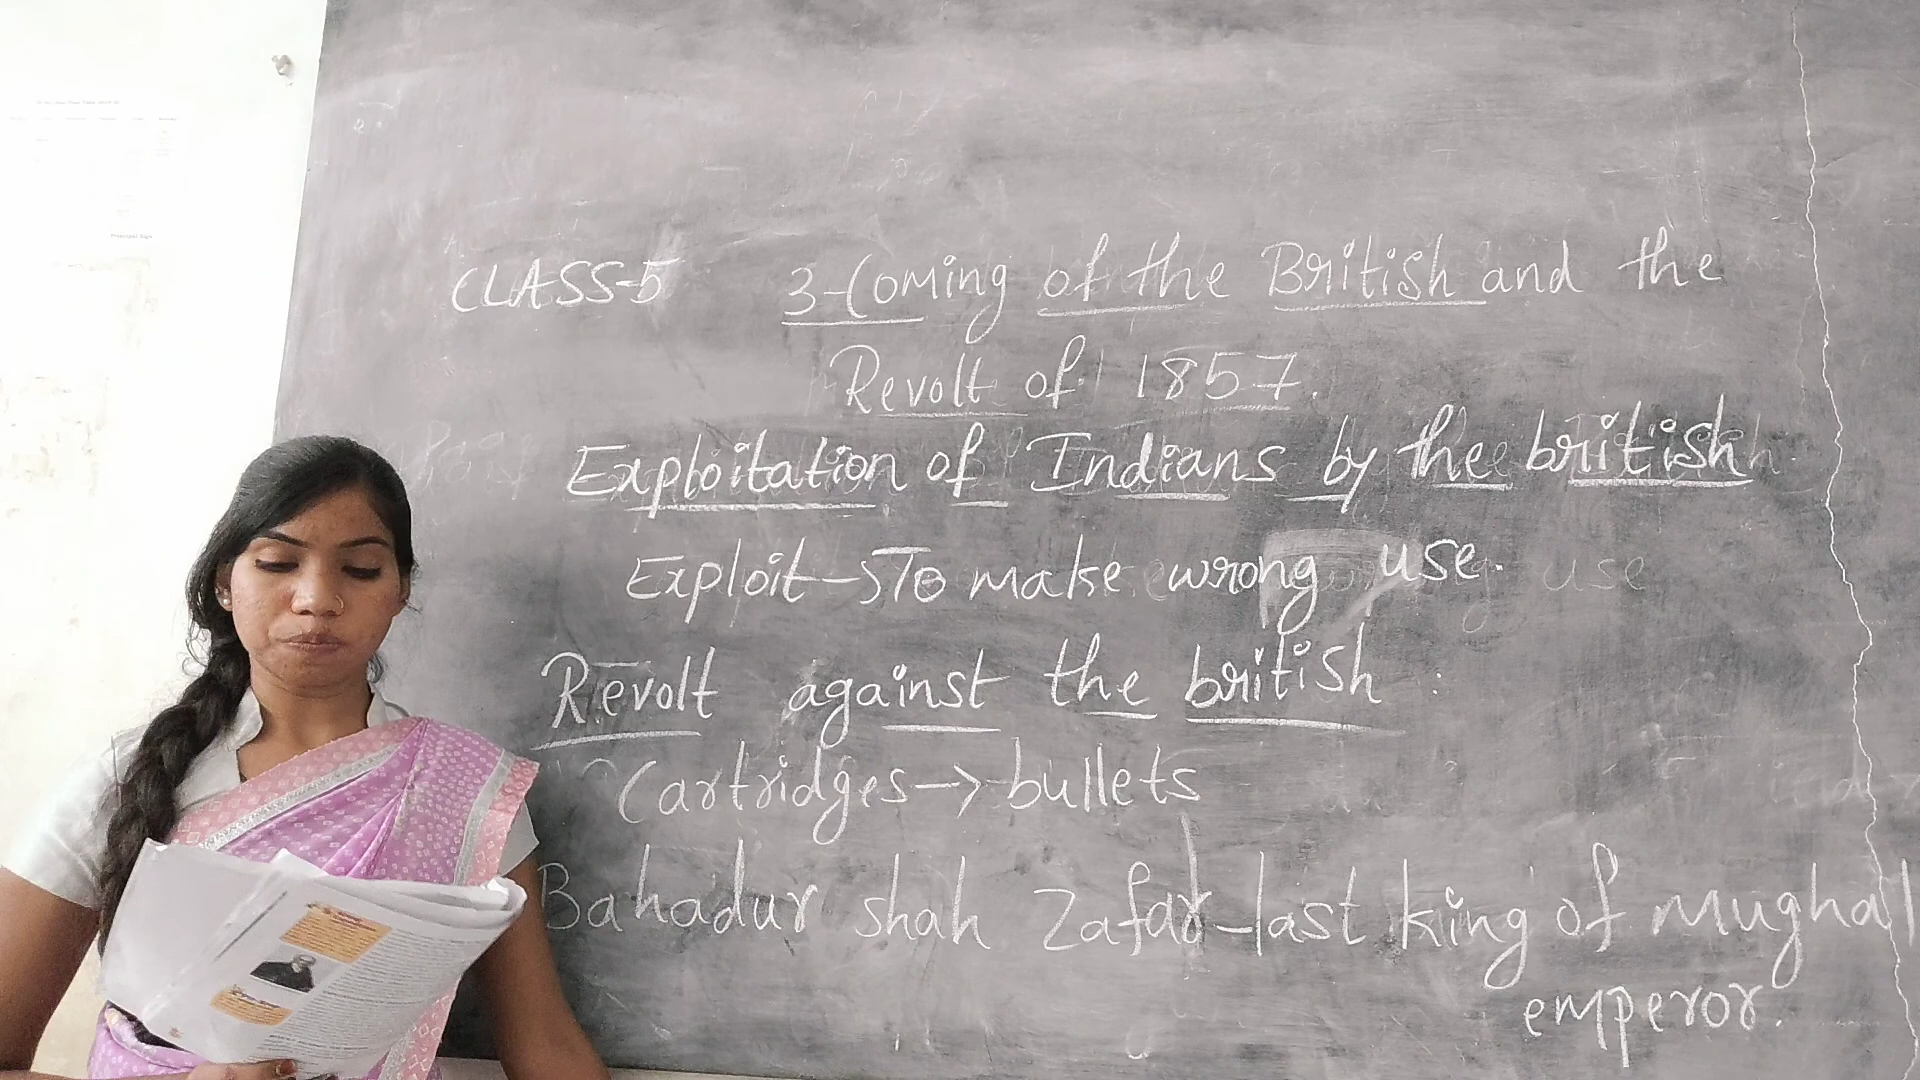 CLASS-5 3-Coming of the British and the
Revolt of 1857.
Exploitation of Indians by the british
Exploit→To make wrong use.
Revolt against the british :
Cartridges→bullets
Bahadur shah Zafar-last king of mughal
emperor.